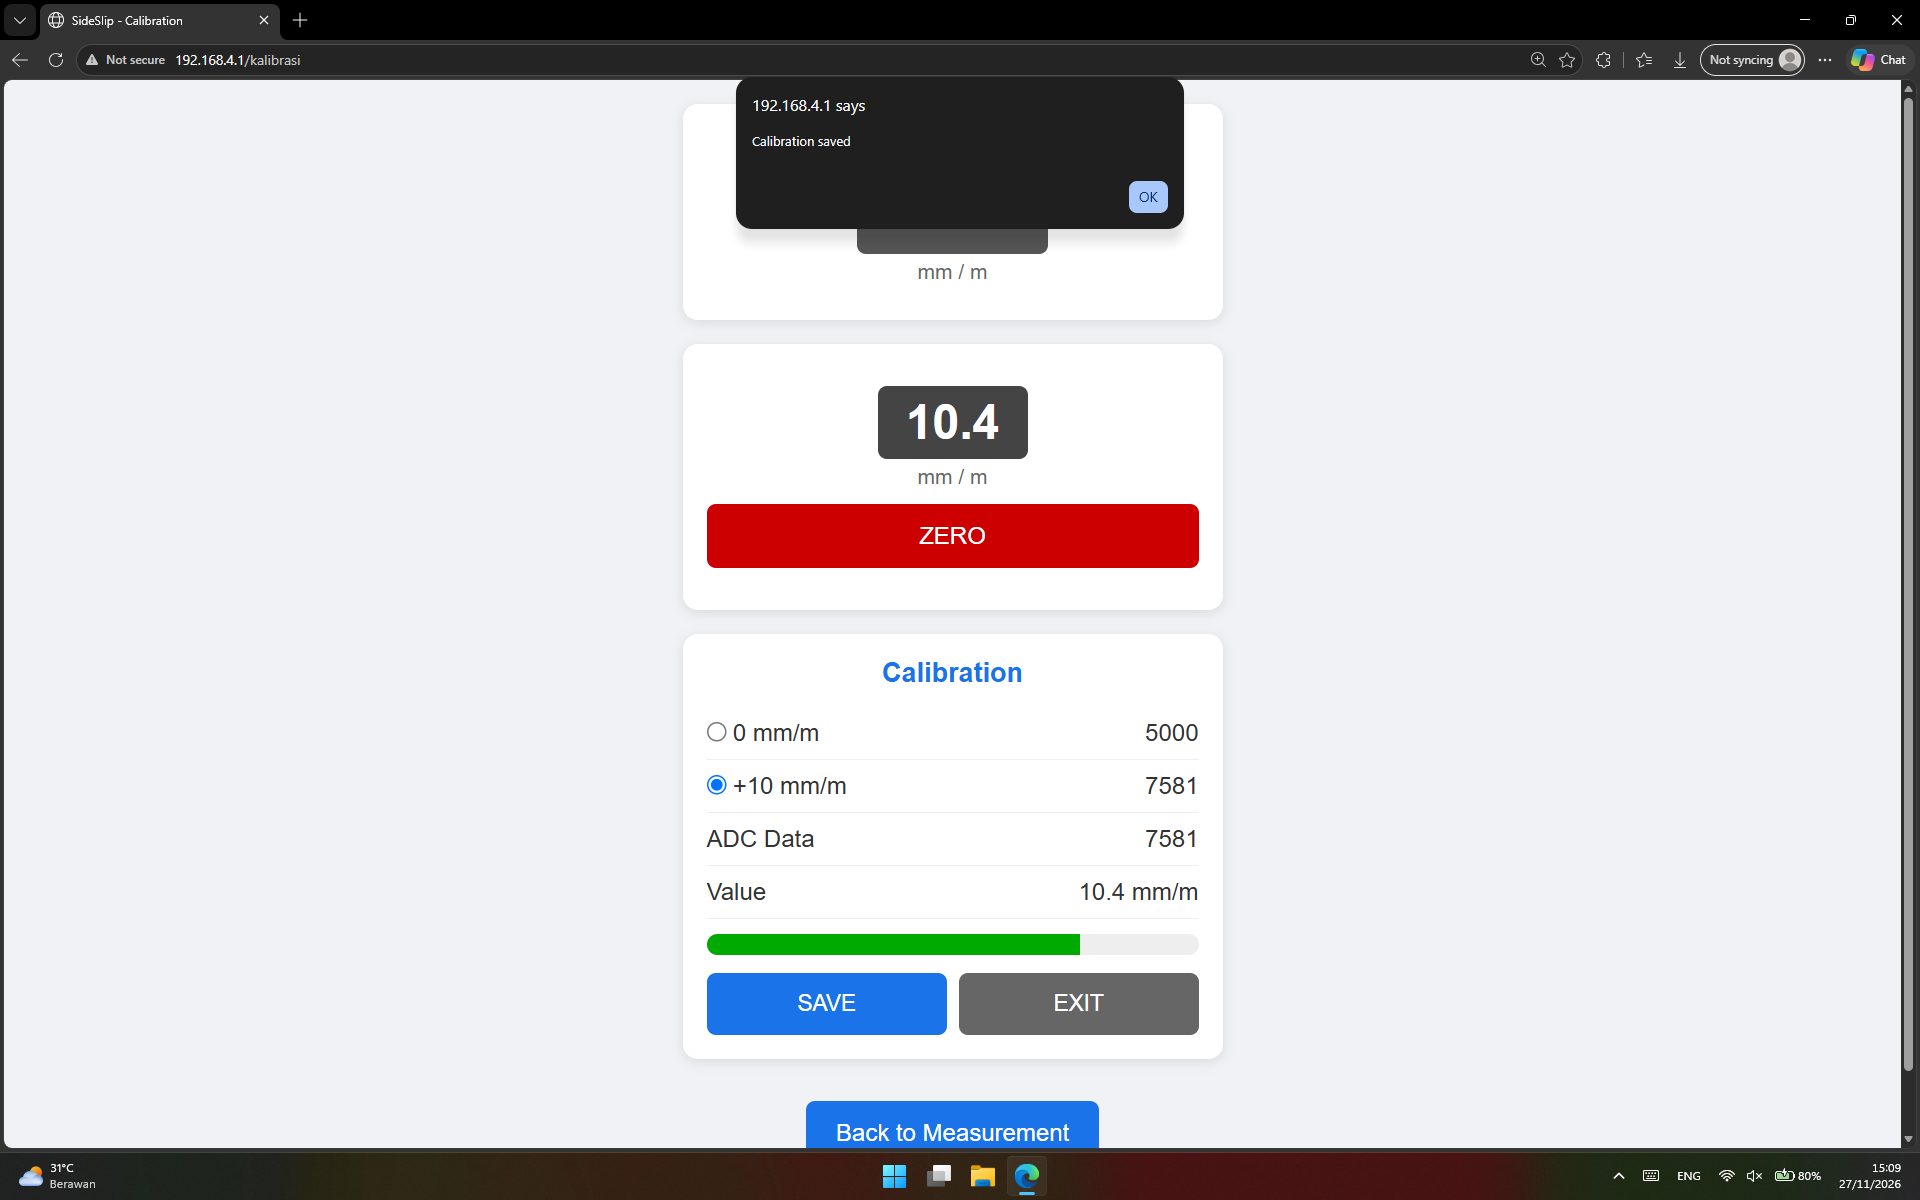 SideSlip - Calibration
Not secure 192.168.4.1/kalibrasi
Not syncing
Chat
192.168.4.1 says
Calibration saved
OK
mm / m
10.4
mm / m
ZERO
Calibration
0 mm/m 5000
+10 mm/m 7581
ADC Data 7581
Value 10.4 mm/m
SAVE EXIT
Back to Measurement
31°C
Berawan
ENG
80%
15:09
27/11/2026